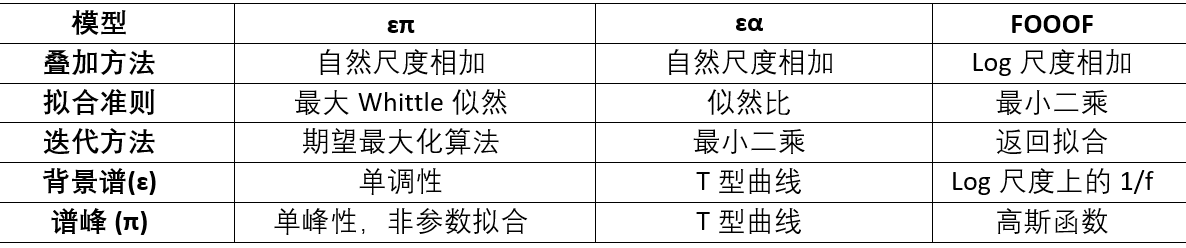 模型 επ εα FOOOF
叠加方法 自然尺度相加 自然尺度相加 Log 尺度相加
拟合准则 最大 Whittle 似然 似然比 最小二乘
迭代方法 期望最大化算法 最小二乘 返回拟合
背景谱(ε) 单调性 T 型曲线 Log 尺度上的 1/f
谱峰 (π) 单峰性，非参数拟合 T 型曲线 高斯函数